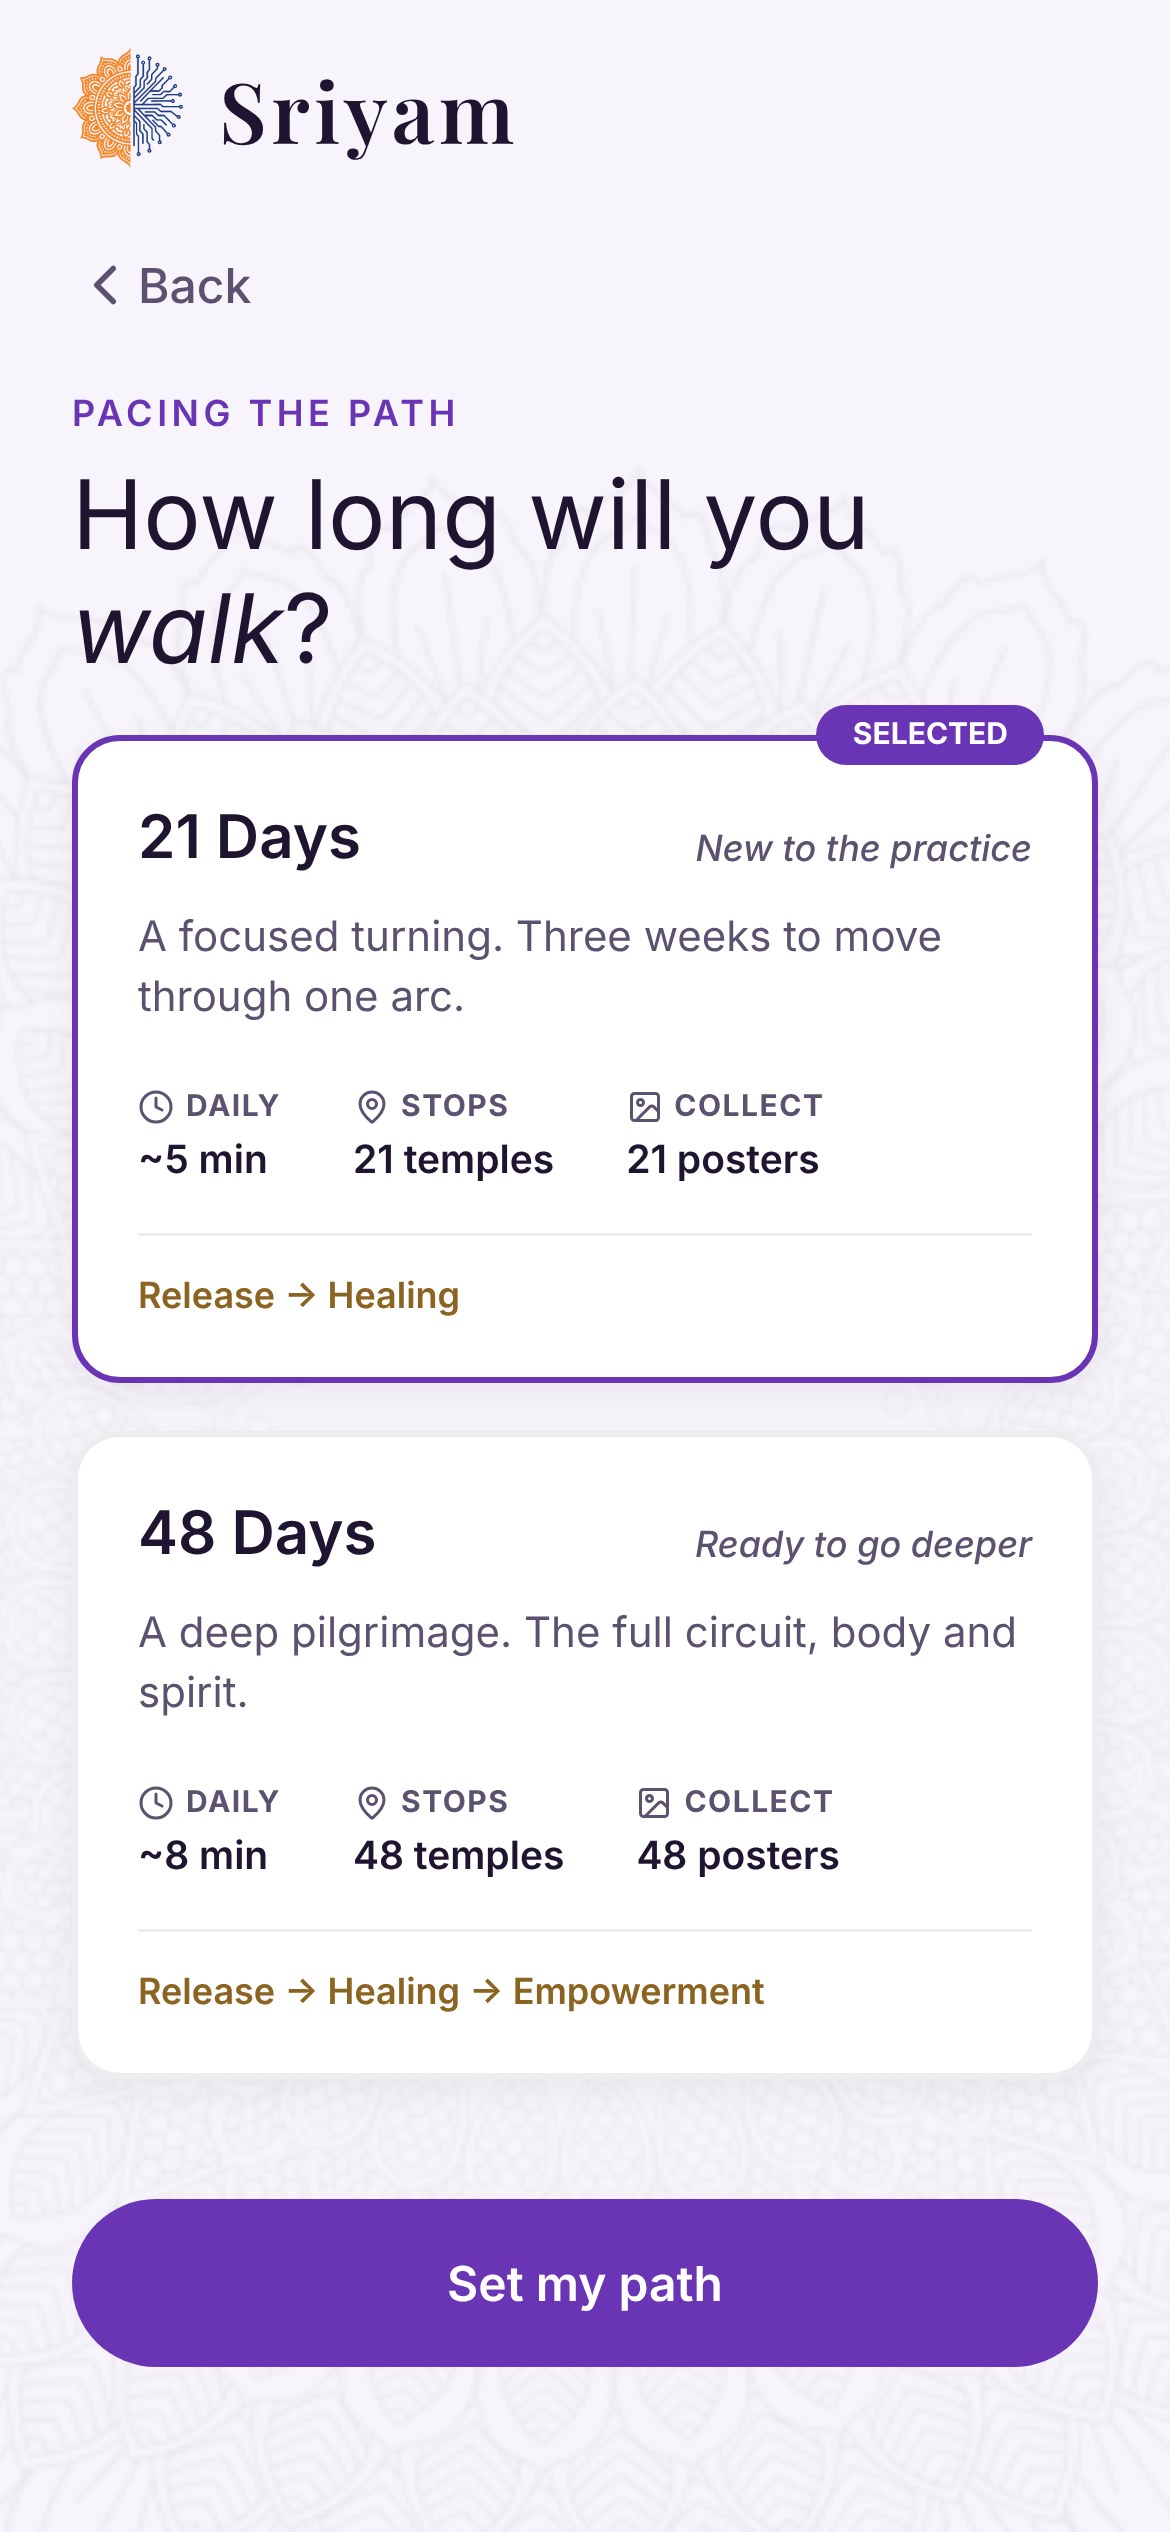 Sriyam
Back
PACING THE PATH
How long will you
walk?
SELECTED
21 Days
New to the practice
A focused turning. Three weeks to move
through one arc.
DAILY STOPS COLLECT
~5 min 21 temples 21 posters
Release → Healing
48 Days
Ready to go deeper
A deep pilgrimage. The full circuit, body and
spirit.
DAILY STOPS COLLECT
~8 min 48 temples 48 posters
Release → Healing → Empowerment
Set my path